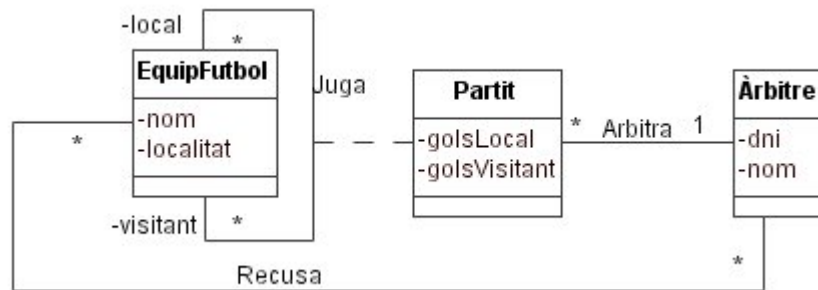 -local
*
EquipFutbol
-nom
-localitat
*
-visitant
*
Juga
Partit
-golsLocal
-golsVisitant
*
Arbitra
1
Àrbitre
-dni
-nom
*
Recusa